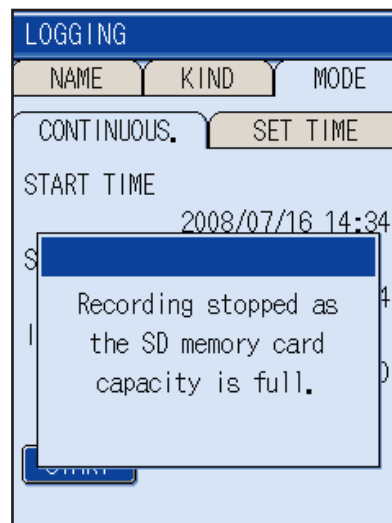 LOGGING
NAME KIND MODE
CONTINUOUS. SET TIME
START TIME
2008/07/16 14:34
Recording stopped as
the SD memory card
capacity is full.
START